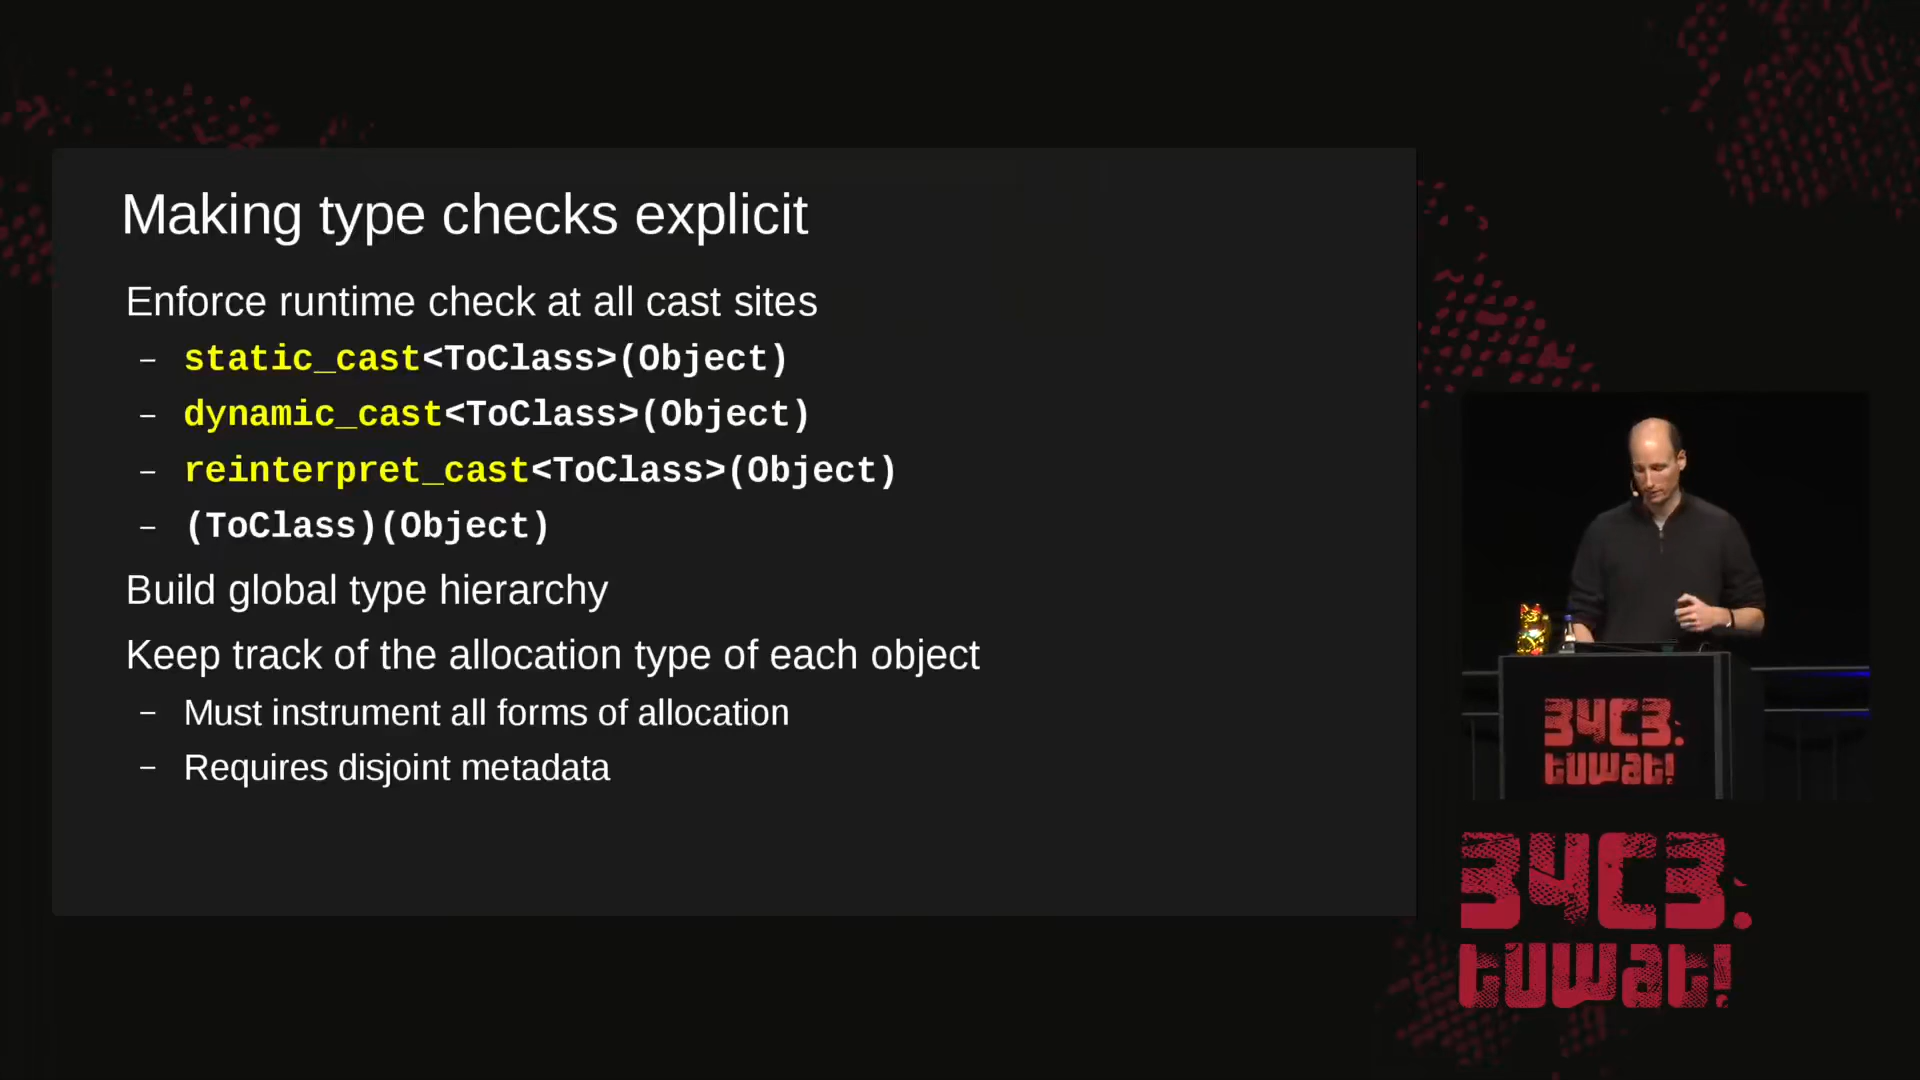 Making type checks explicit
Enforce runtime check at all cast sites
– static_cast<ToClass>(Object)
– dynamic_cast<ToClass>(Object)
– reinterpret_cast<ToClass>(Object)
– (ToClass)(Object)
Build global type hierarchy
Keep track of the allocation type of each object
– Must instrument all forms of allocation
– Requires disjoint metadata
34C3.
tuwat!
34C3.
tuwat!